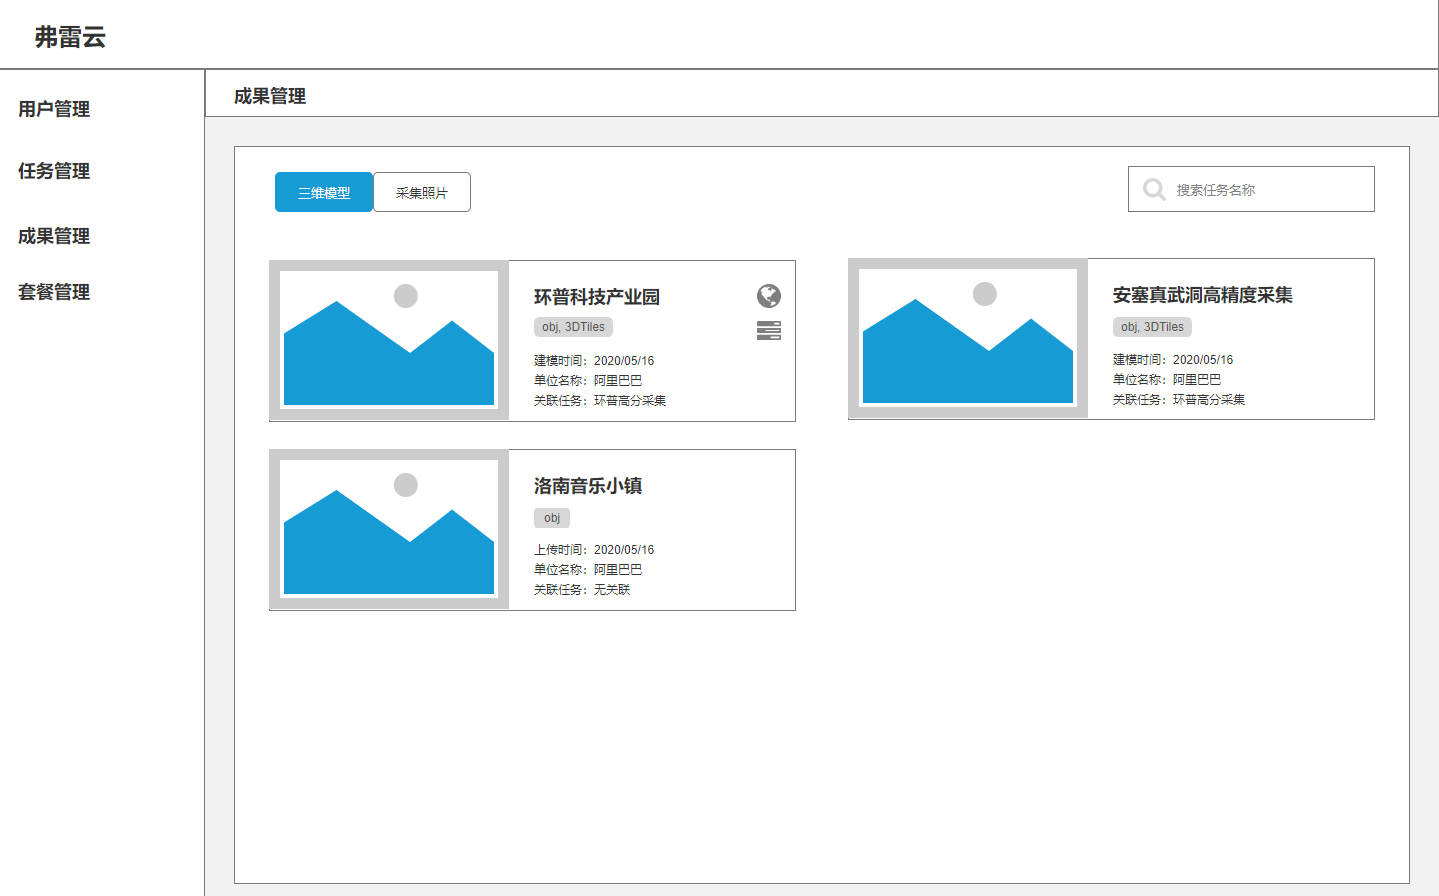 弗雷云
用户管理
任务管理
成果管理
套餐管理
成果管理
三维模型
采集照片
搜索任务名称
环普科技产业园
obj, 3DTiles
建模时间：2020/05/16
单位名称：阿里巴巴
关联任务：环普高分采集
安塞真武洞高精度采集
obj, 3DTiles
建模时间：2020/05/16
单位名称：阿里巴巴
关联任务：环普高分采集
洛南音乐小镇
obj
上传时间：2020/05/16
单位名称：阿里巴巴
关联任务：无关联